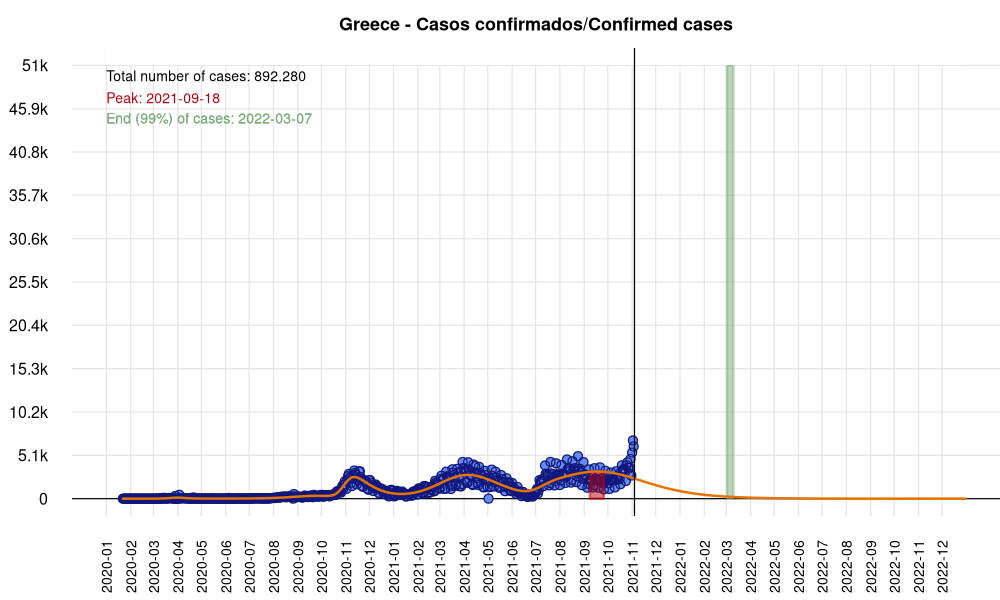 Greece - Casos confirmados/Confirmed cases
Total number of cases: 892.280
Peak: 2021-09-18
End (99%) of cases: 2022-03-07
51k
45.9k
40.8k
35.7k
30.6k
25.5k
20.4k
15.3k
10.2k
5.1k
0
2020-01
2020-02
2020-03
2020-04
2020-05
2020-06
2020-07
2020-08
2020-09
2020-10
2020-11
2020-12
2021-01
2021-02
2021-03
2021-04
2021-05
2021-06
2021-07
2021-08
2021-09
2021-10
2021-11
2021-12
2022-01
2022-02
2022-03
2022-04
2022-05
2022-06
2022-07
2022-08
2022-09
2022-10
2022-11
2022-12